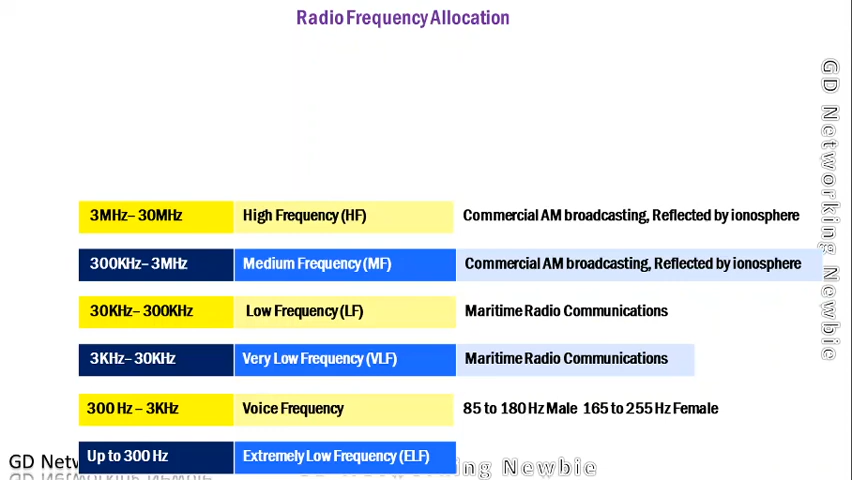 Radio Frequency Allocation
3MHz– 30MHz High Frequency (HF) Commercial AM broadcasting, Reflected by ionosphere
300KHz– 3MHz Medium Frequency (MF) Commercial AM broadcasting, Reflected by ionosphere
30KHz– 300KHz Low Frequency (LF) Maritime Radio Communications
3KHz– 30KHz Very Low Frequency (VLF) Maritime Radio Communications
300 Hz – 3KHz Voice Frequency 85 to 180 Hz Male 165 to 255 Hz Female
Up to 300 Hz Extremely Low Frequency (ELF)
GD Networking Newbie
GD
Newbie